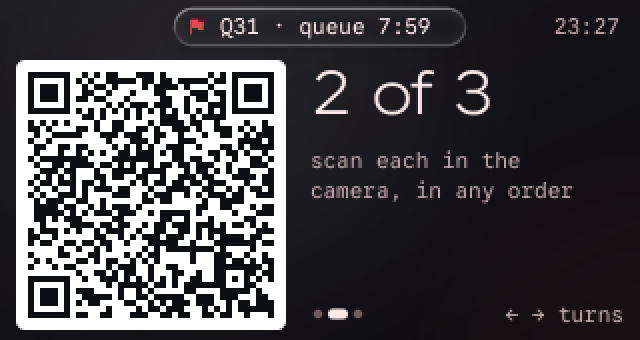 Q31 · queue 7:59
23:27
2 of 3
scan each in the
camera, in any order
← → turns